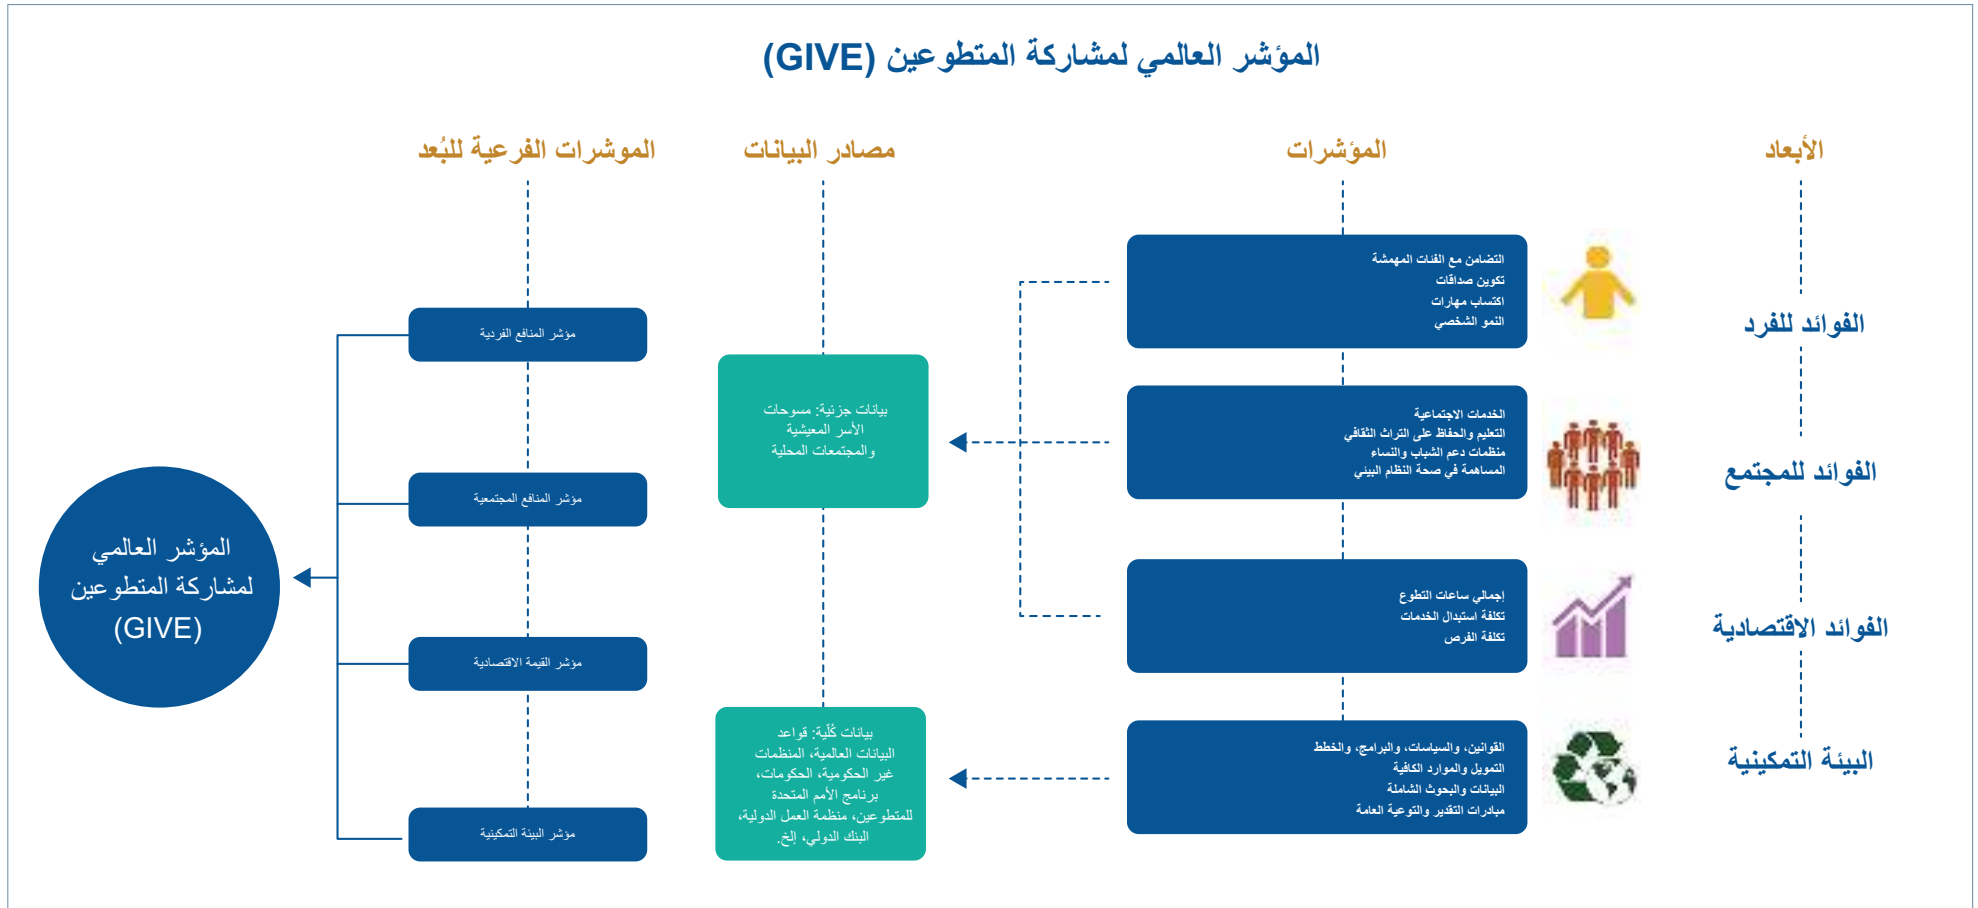 المؤشر العالمي لمشاركة المتطوعين (GIVE)
الأبعاد
المؤشرات
مصادر البيانات
الموشرات الفرعية للبُعد
الفوائد للفرد
التضامن مع الفئات المهمشة
تكوين صداقات
اكتساب مهارات
النمو الشخصي
الفوائد للمجتمع
الخدمات الاجتماعية
التعليم والحفاظ على التراث الثقافي
منظمات دعم الشباب والنساء
المساهمة في صحة النظام البيئي
الفوائد الاقتصادية
إجمالي ساعات التطوع
تكلفة استبدال الخدمات
تكلفة الفرص
البيئة التمكينية
القوانين، والسياسات، والبرامج، والخطط
التمويل والموارد الكافية
البيانات والبحوث الشاملة
مبادرات التقدير والتوعية العامة
بيانات جزئية: مسوحات
الأسر المعيشية
والمجتمعات المحلية
بيانات كُلّية: قواعد
البيانات العالمية، المنظمات
غير الحكومية، الحكومات،
برنامج الأمم المتحدة
للمتطوعين، منظمة العمل الدولية،
البنك الدولي، إلخ.
مؤشر المنافع الفردية
مؤشر المنافع المجتمعية
مؤشر القيمة الاقتصادية
مؤشر البيئة التمكينية
المؤشر العالمي
لمشاركة المتطوعين
(GIVE)